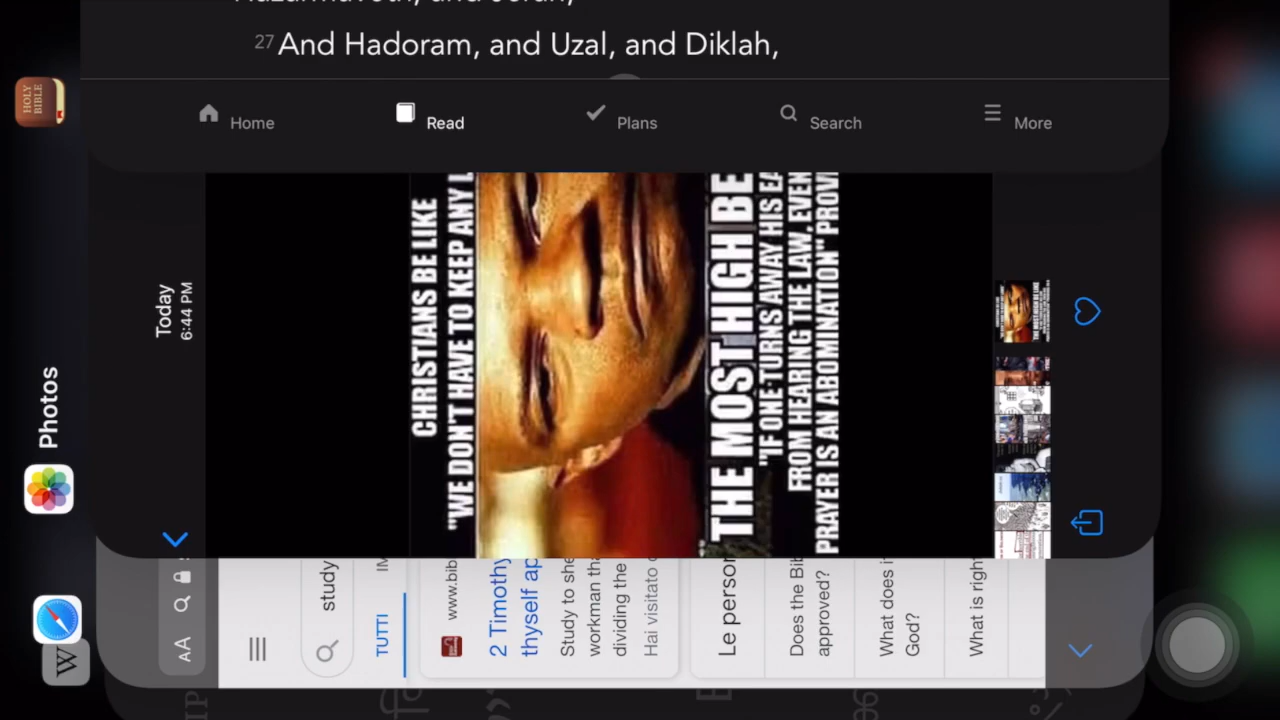 27 And Hadoram, and Uzal, and Diklah,
Home
Read
Plans
Search
More
HOLY BIBLE
Photos
Today
6:44 PM
CHRISTIANS BE LIKE
"WE DON'T HAVE TO KEEP ANY
THE MOST HIGH BE
"IF ONE TURNS AWAY HIS
FROM HEARING THE LAW, EVEN
PRAYER IS AN ABOMINATION" PROV
AA
study
TUTTI
www.bib
2 Timothy
thyself ap
Study to she
workman tha
dividing the
Hai visitato
Le person
Does the Bi
approved?
What does i
God?
What is righ
W